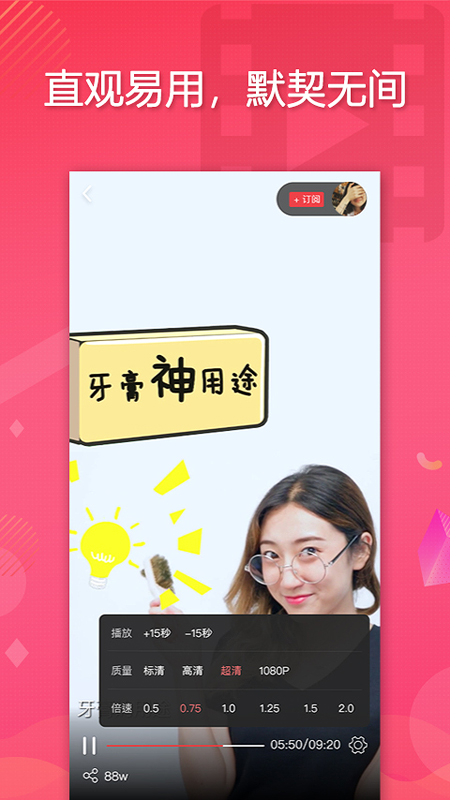 直观易用，默契无间
+ 订阅
牙膏神用途
播放 +15秒 -15秒
质量 标清 高清 超清 1080P
倍速 0.5 0.75 1.0 1.25 1.5 2.0
牙
05:50/09:20
88w